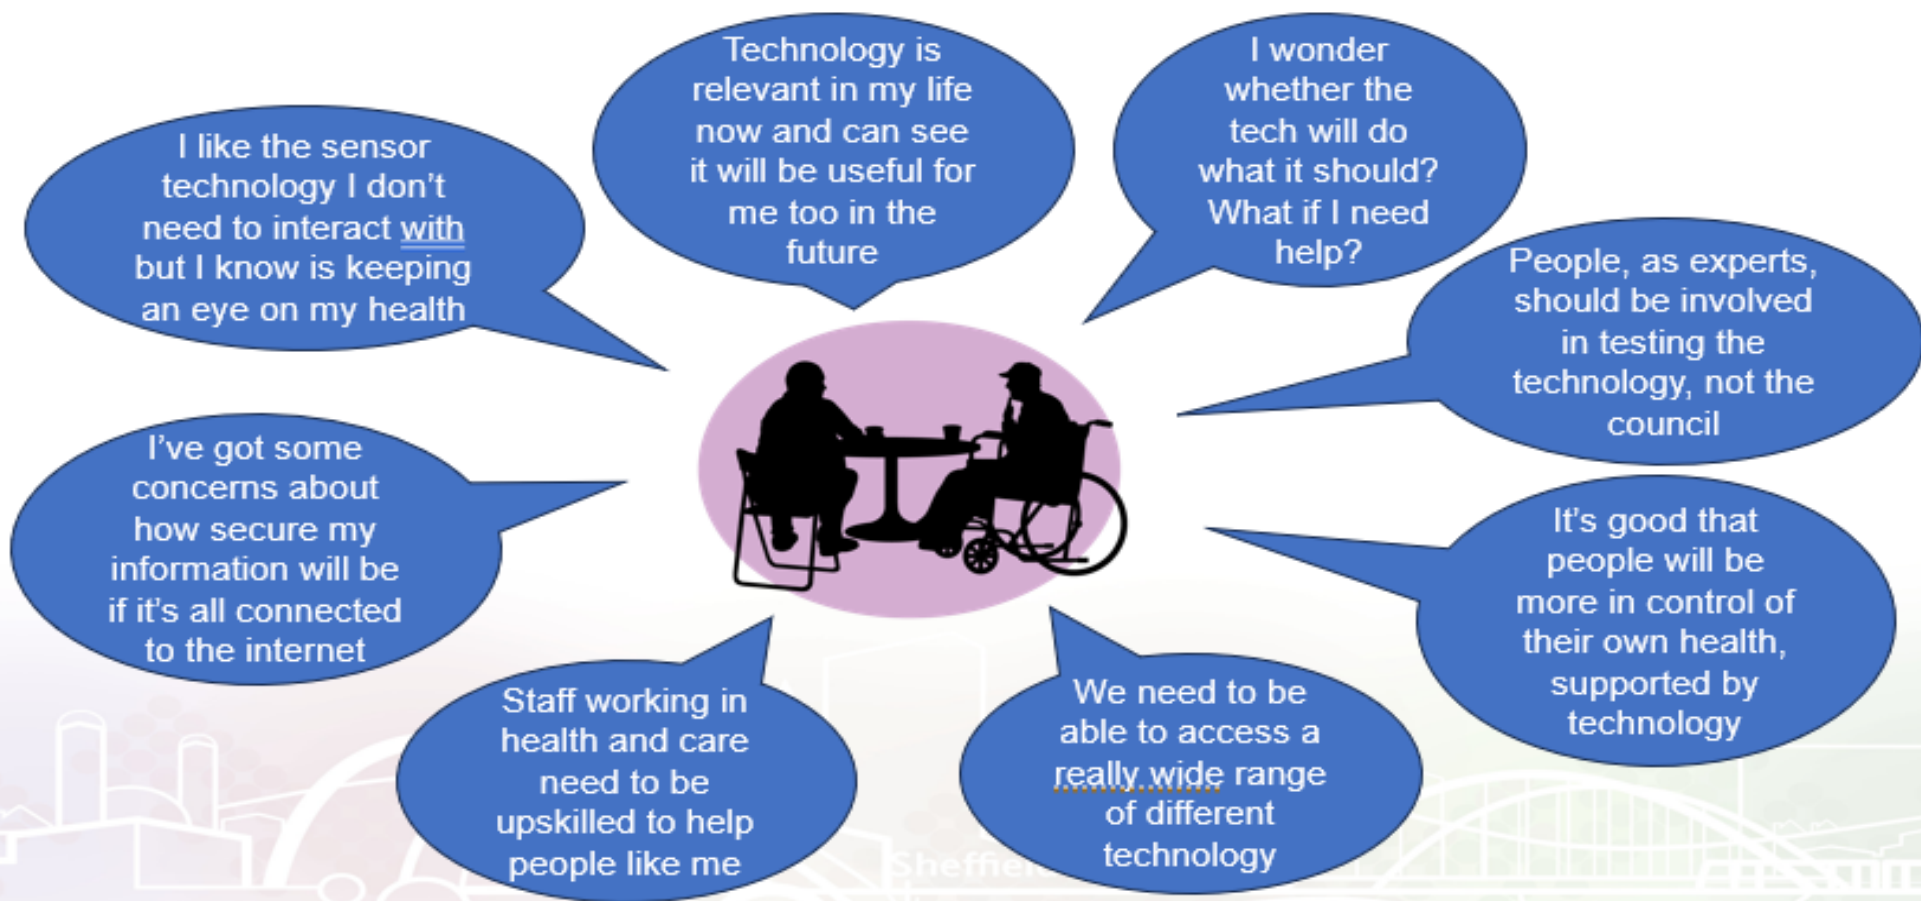 Technology is
relevant in my life
now and can see
it will be useful for
me too in the
future
I wonder
whether the
tech will do
what it should?
What if I need
help?
I like the sensor
technology I don't
need to interact with
but I know is keeping
an eye on my health
People, as experts,
should be involved
in testing the
technology, not the
council
I've got some
concerns about
how secure my
information will be
if it's all connected
to the internet
It's good that
people will be
more in control of
their own health,
supported by
technology
Staff working in
health and care
need to be
upskilled to help
people like me
We need to be
able to access a
really wide range
of different
technology